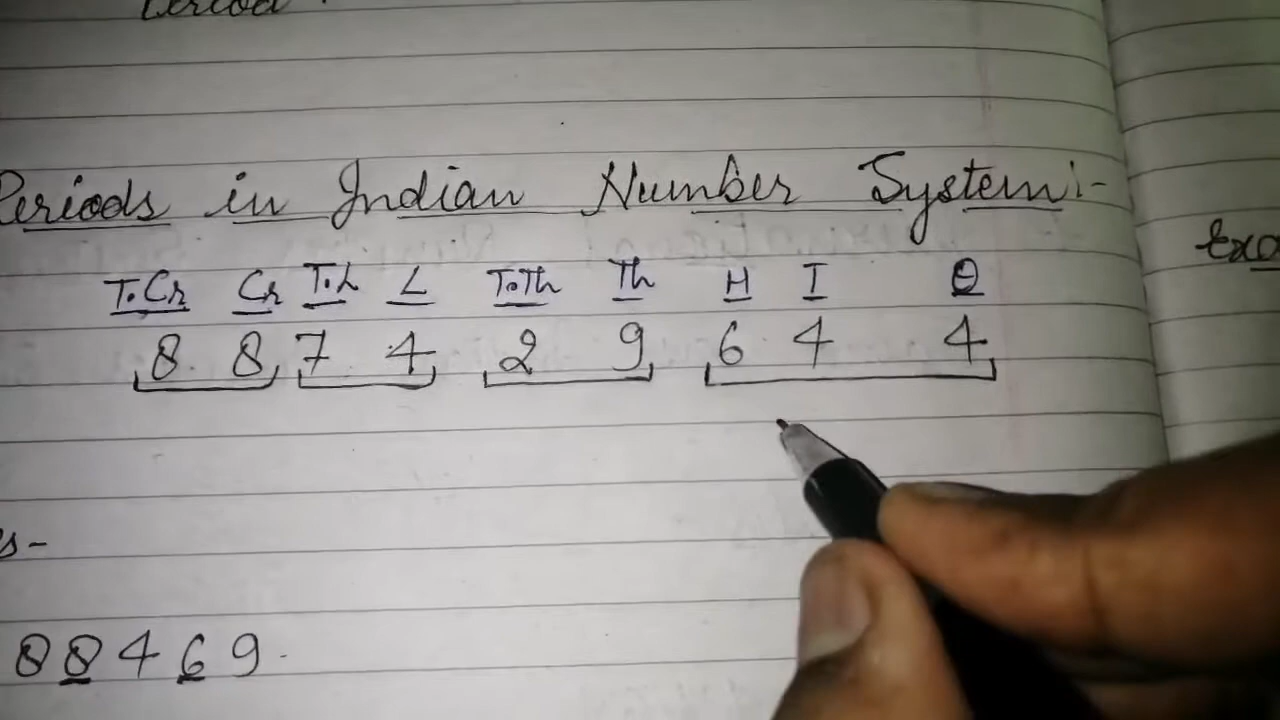 Period
Periods in Indian Number System:-
T.Cr Cr T.L L T.Th Th H T O
8 8 7 4 2 9 6 4 4
88469